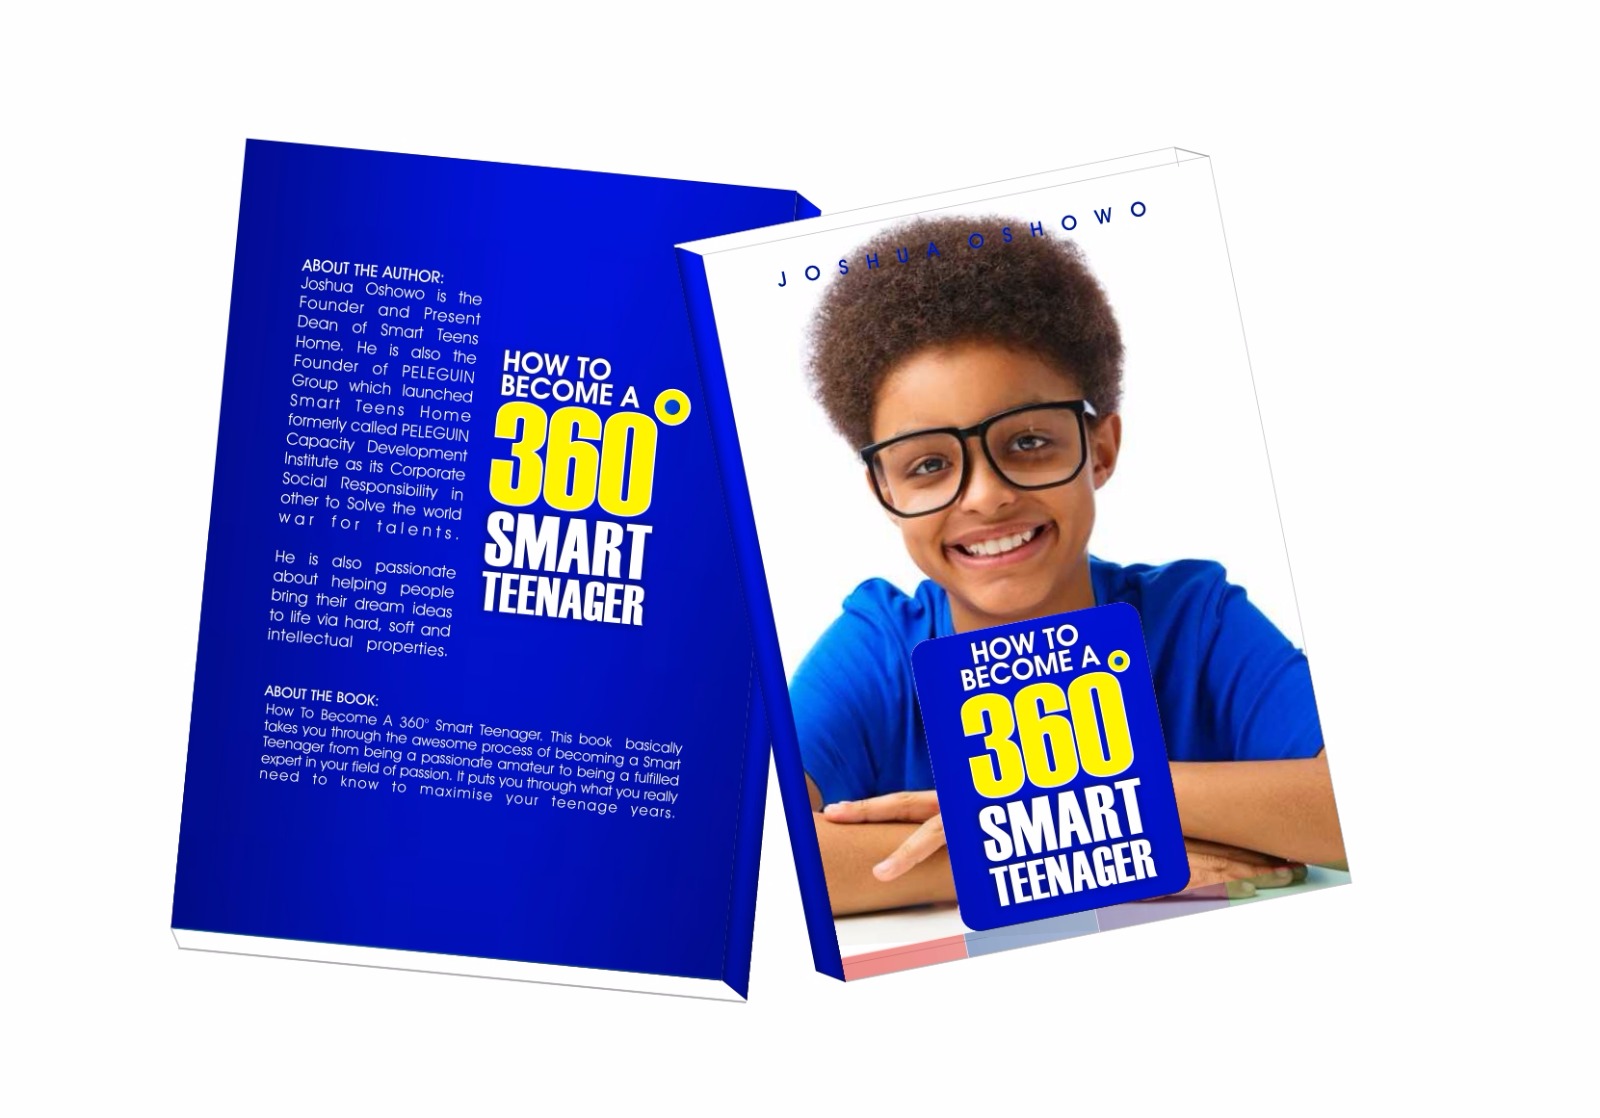 ABOUT THE AUTHOR:
Joshua Oshowo is the
Founder and Present
Dean of Smart Teens
Home. He is also the
Founder of PELEGUIN
Group which launched
Smart Teens Home
formerly called PELEGUIN
Capacity Development
Institute as its Corporate
Social Responsibility in
other to Solve the world
war for talents.
He is also passionate
about helping people
bring their dream ideas
to life via hard, soft and
intellectual properties.
HOW TO
BECOME A
360°
SMART
TEENAGER
ABOUT THE BOOK:
How To Become A 360° Smart Teenager. This book basically
takes you through the awesome process of becoming a Smart
Teenager from being a passionate amateur to being a fulfilled
expert in your field of passion. It puts you through what you really
need to know to maximise your teenage years.
JOSHUA OSHOWO
HOW TO
BECOME A
360°
SMART
TEENAGER